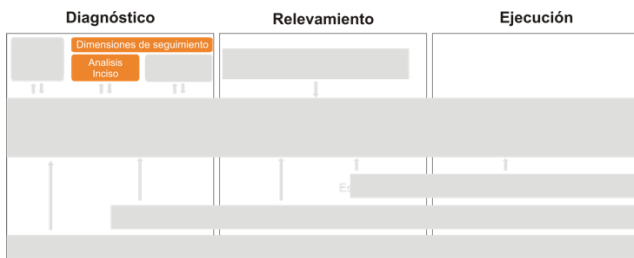 Diagnóstico
Relevamiento
Ejecución
Dimensiones de seguimiento
Analisis
Inciso